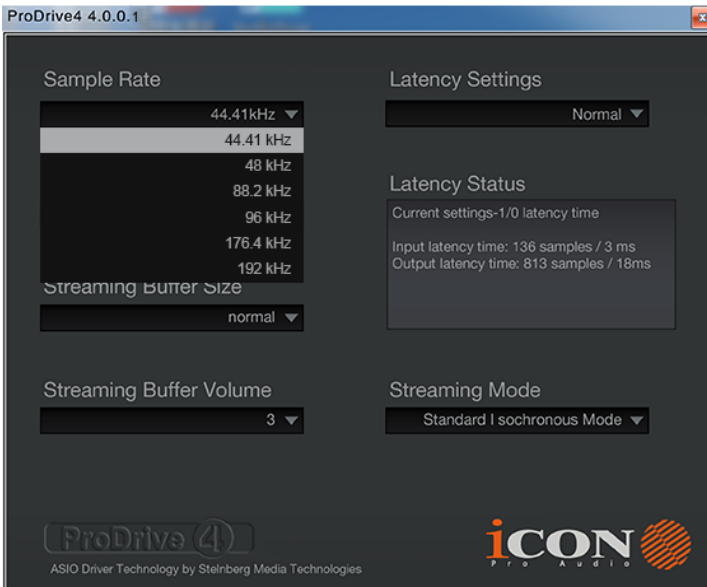 ProDrive4 4.0.0.1
Sample Rate
44.41kHz
44.41 kHz
48 kHz
88.2 kHz
96 kHz
176.4 kHz
192 kHz
Streaming Buffer Size
normal
Streaming Buffer Volume
3
Latency Settings
Normal
Latency Status
Current settings-1/0 latency time
Input latency time: 136 samples / 3 ms
Output latency time: 813 samples / 18ms
Streaming Mode
Standard I sochronous Mode
ProDrive 4
ASIO Driver Technology by Stelnberg Media Technologies
iCON
Pro Audio